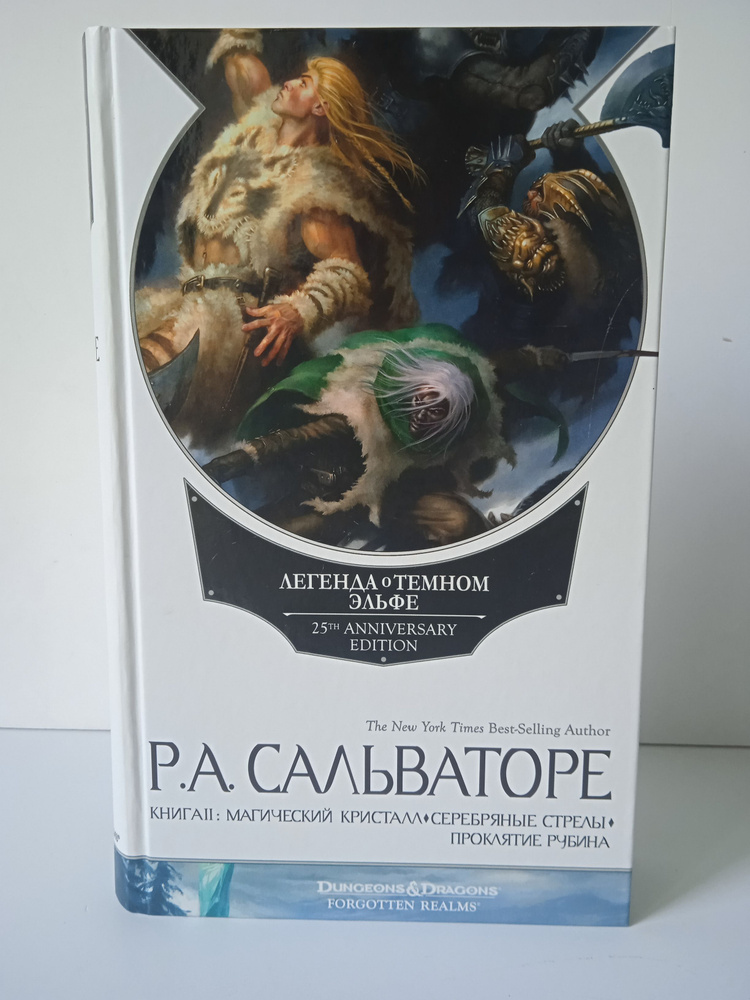 ЛЕГЕНДА о ТЕМНОМ
ЭЛЬФЕ
25TH ANNIVERSARY
EDITION
The New York Times Best-Selling Author
Р.А. САЛЬВАТОРЕ
КНИГА II: МАГИЧЕСКИЙ КРИСТАЛЛ♦СЕРЕБРЯНЫЕ СТРЕЛЫ♦
ПРОКЛЯТИЕ РУБИНА
DUNGEONS & DRAGONS
FORGOTTEN REALMS®